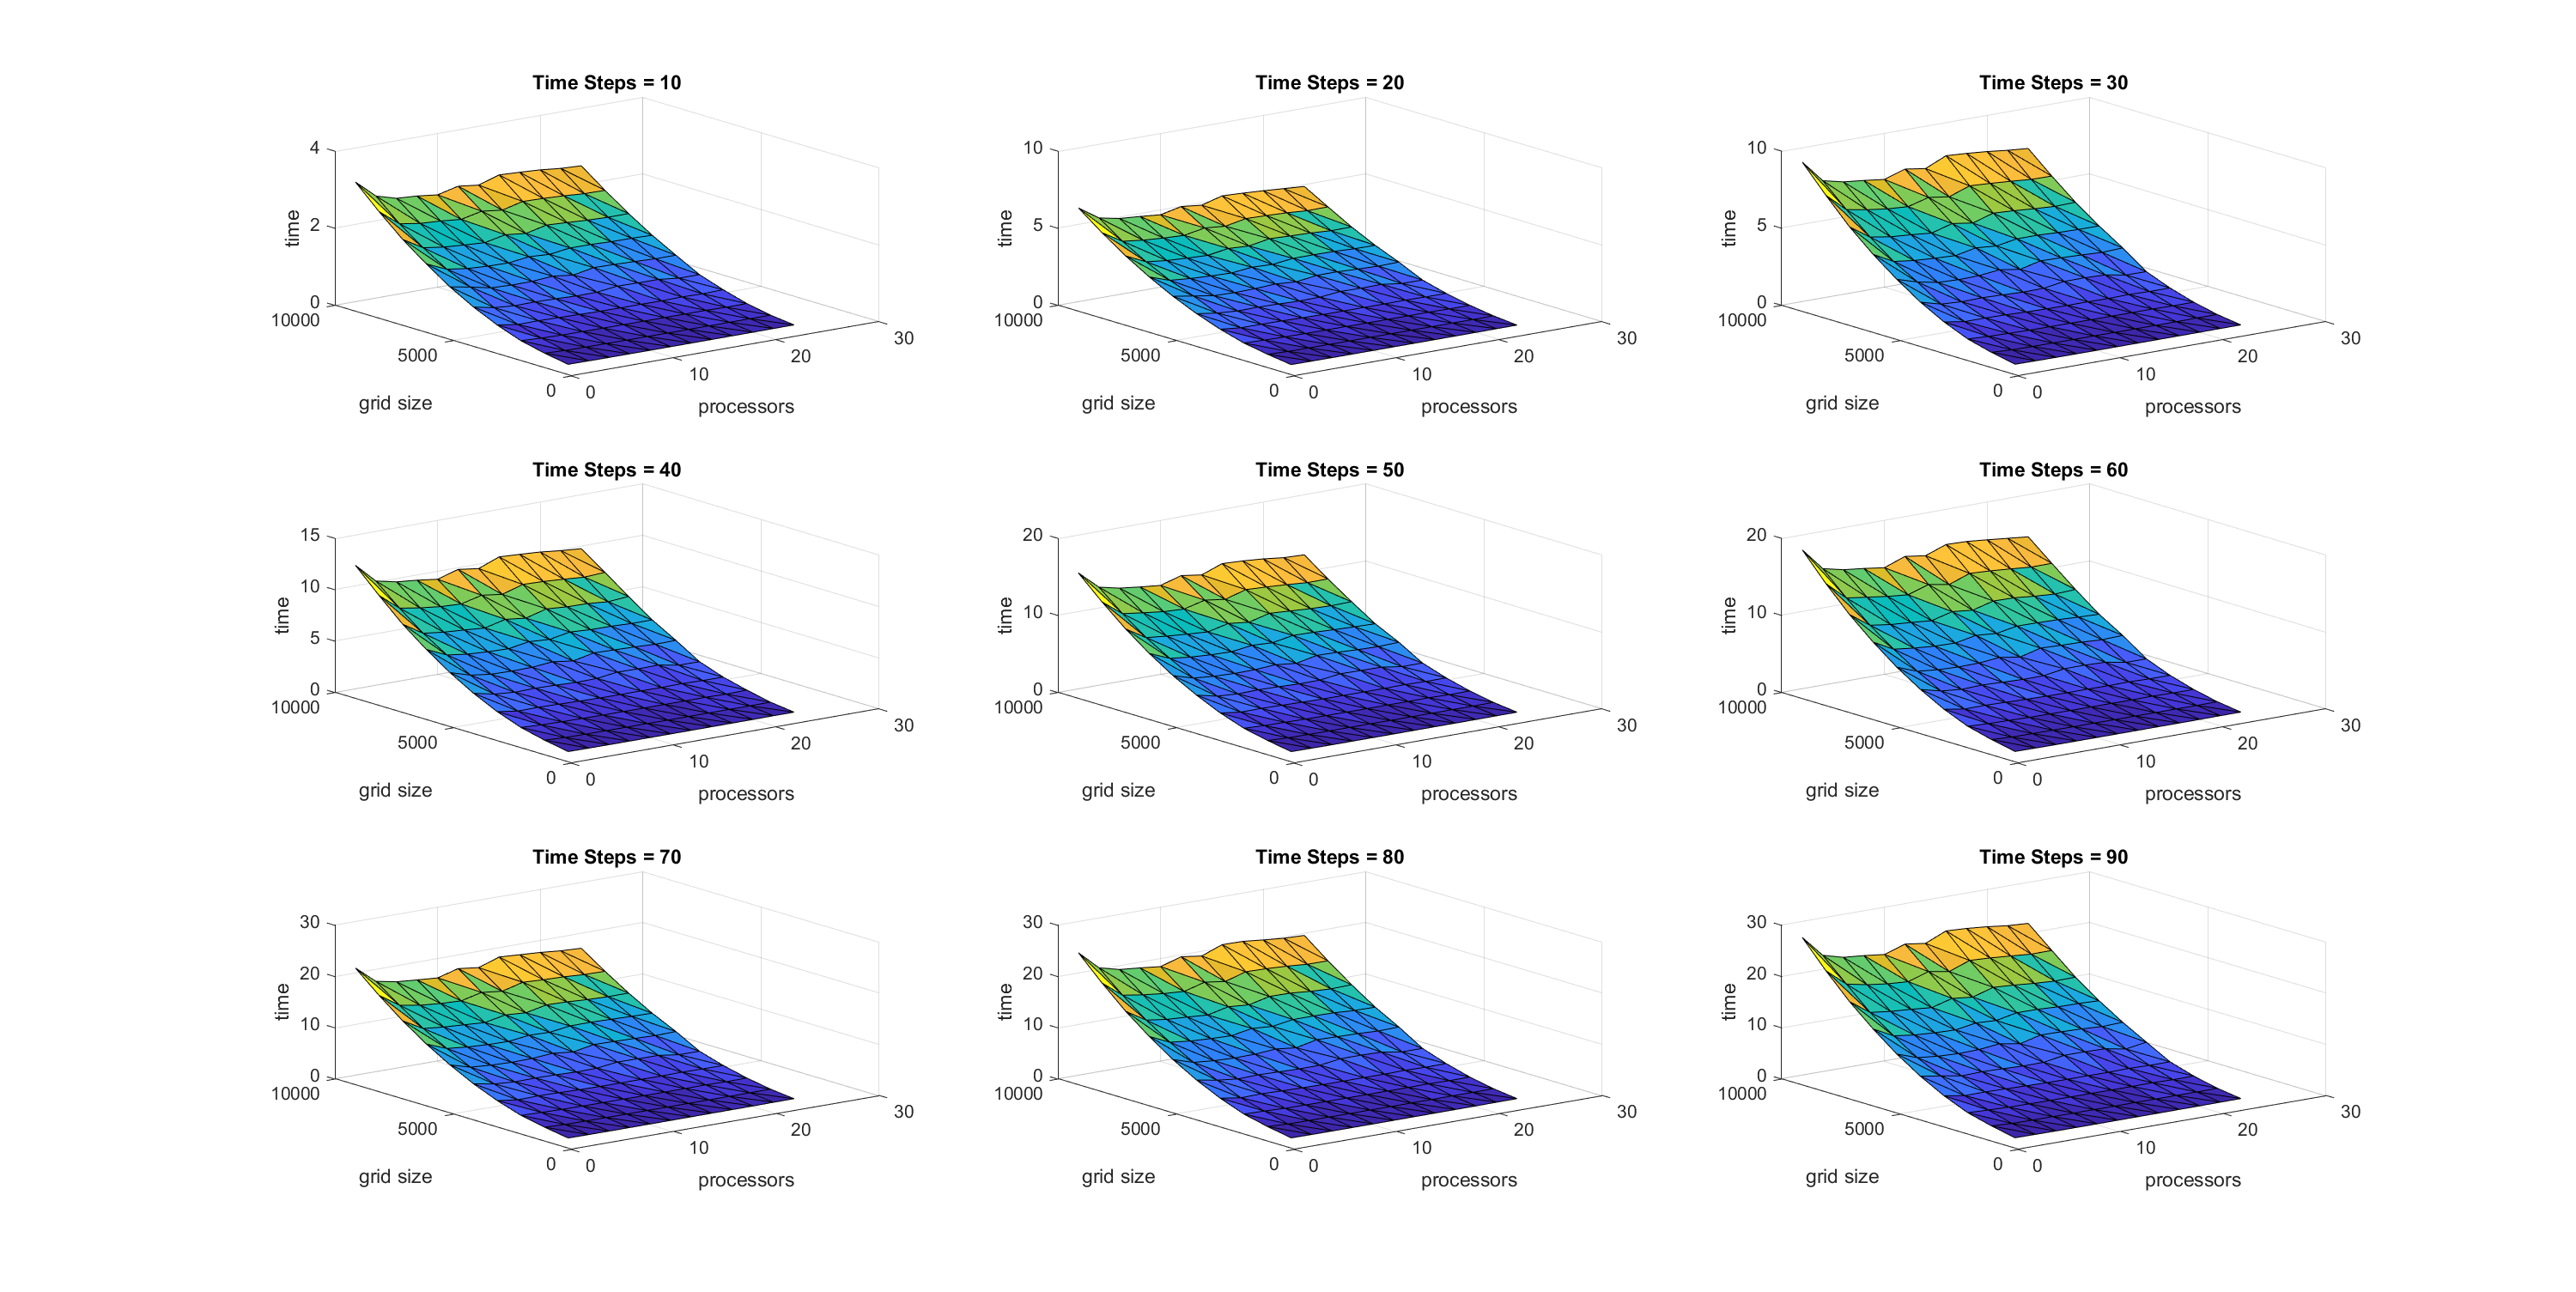 Time Steps = 10
4
2
0
time
10000
5000
0
grid size
0
10
20
30
processors
Time Steps = 20
10
5
0
time
10000
5000
0
grid size
0
10
20
30
processors
Time Steps = 30
10
5
0
time
10000
5000
0
grid size
0
10
20
30
processors
Time Steps = 40
15
10
5
0
time
10000
5000
0
grid size
0
10
20
30
processors
Time Steps = 50
20
10
0
time
10000
5000
0
grid size
0
10
20
30
processors
Time Steps = 60
20
10
0
time
10000
5000
0
grid size
0
10
20
30
processors
Time Steps = 70
30
20
10
0
time
10000
5000
0
grid size
0
10
20
30
processors
Time Steps = 80
30
20
10
0
time
10000
5000
0
grid size
0
10
20
30
processors
Time Steps = 90
30
20
10
0
time
10000
5000
0
grid size
0
10
20
30
processors